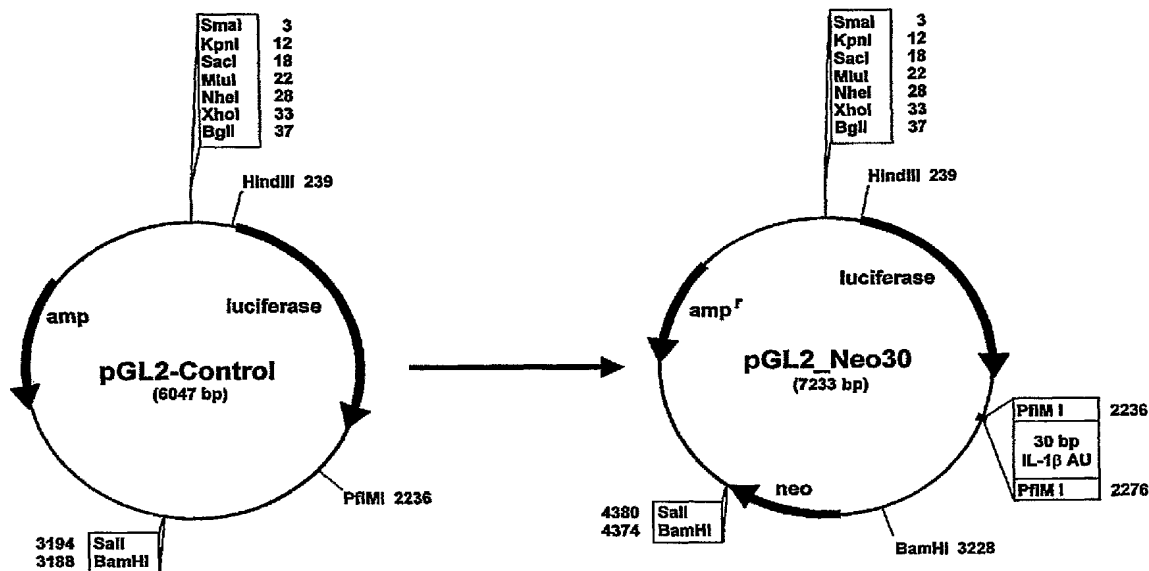 SmaI 3
KpnI 12
SacI 18
MluI 22
NheI 28
XhoI 33
BglI 37
HindIII 239
amp
luciferase
pGL2-Control
(6047 bp)
PflMI 2236
3194 SalI
3188 BamHI
SmaI 3
KpnI 12
SacI 18
MluI 22
NheI 28
XhoI 33
BglI 37
HindIII 239
amp r
luciferase
pGL2_Neo30
(7233 bp)
PflM I 2236
30 bp
IL-1β AU
PflM I 2276
neo
4380 SalI
4374 BamHI
BamHI 3228